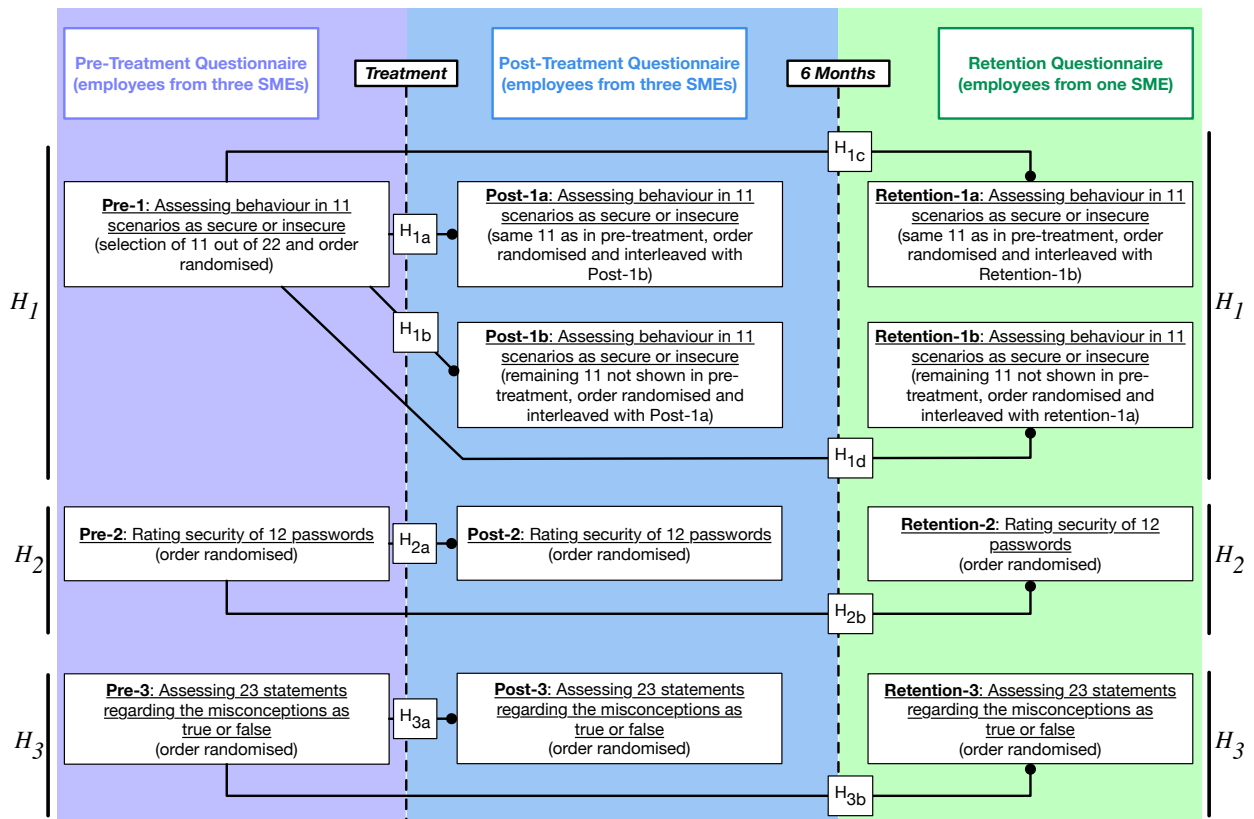 Pre-Treatment Questionnaire
(employees from three SMEs)
Treatment
Post-Treatment Questionnaire
(employees from three SMEs)
6 Months
Retention Questionnaire
(employees from one SME)
H1
H1c
Pre-1: Assessing behaviour in 11
scenarios as secure or insecure
(selection of 11 out of 22 and order
randomised)
H1a
Post-1a: Assessing behaviour in 11
scenarios as secure or insecure
(same 11 as in pre-treatment, order
randomised and interleaved with
Post-1b)
Retention-1a: Assessing behaviour in 11
scenarios as secure or insecure
(same 11 as in pre-treatment, order
randomised and interleaved with
Retention-1b)
H1
H1b
Post-1b: Assessing behaviour in 11
scenarios as secure or insecure
(remaining 11 not shown in pre-
treatment, order randomised and
interleaved with Post-1a)
Retention-1b: Assessing behaviour in 11
scenarios as secure or insecure
(remaining 11 not shown in pre-
treatment, order randomised and
interleaved with retention-1a)
H1d
H2
Pre-2: Rating security of 12 passwords
(order randomised)
H2a
Post-2: Rating security of 12 passwords
(order randomised)
Retention-2: Rating security of 12
passwords
(order randomised)
H2
H2b
H3
Pre-3: Assessing 23 statements
regarding the misconceptions as
true or false
(order randomised)
H3a
Post-3: Assessing 23 statements
regarding the misconceptions as
true or false
(order randomised)
Retention-3: Assessing 23 statements
regarding the misconceptions as
true or false
(order randomised)
H3
H3b